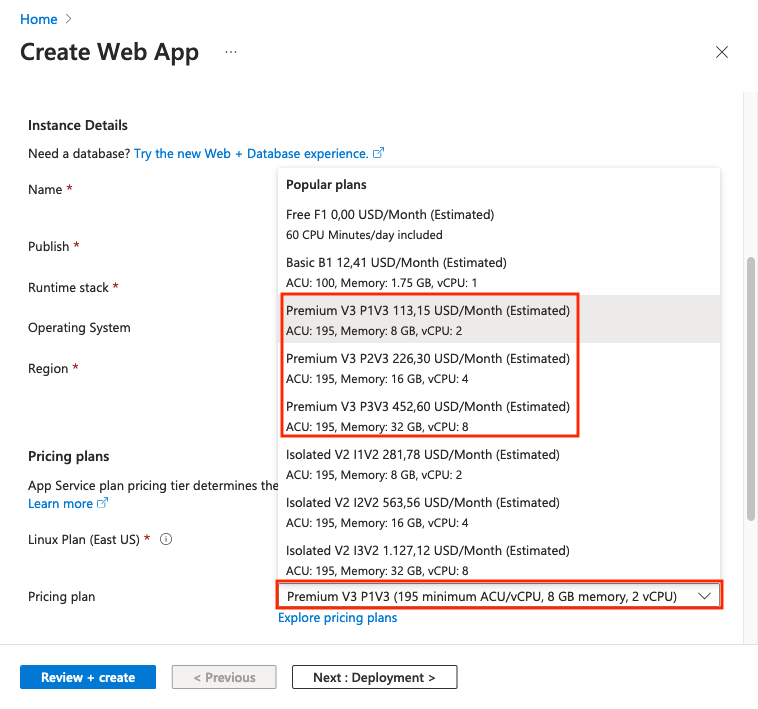 Home >
Create Web App ...
Instance Details
Need a database? Try the new Web + Database experience.
Name *
Publish *
Runtime stack *
Operating System
Region *
Popular plans
Free F1 0,00 USD/Month (Estimated)
60 CPU Minutes/day included
Basic B1 12,41 USD/Month (Estimated)
ACU: 100, Memory: 1.75 GB, vCPU: 1
Premium V3 P1V3 113,15 USD/Month (Estimated)
ACU: 195, Memory: 8 GB, vCPU: 2
Premium V3 P2V3 226,30 USD/Month (Estimated)
ACU: 195, Memory: 16 GB, vCPU: 4
Premium V3 P3V3 452,60 USD/Month (Estimated)
ACU: 195, Memory: 32 GB, vCPU: 8
Isolated V2 I1V2 281,78 USD/Month (Estimated)
ACU: 195, Memory: 8 GB, vCPU: 2
Isolated V2 I2V2 563,56 USD/Month (Estimated)
ACU: 195, Memory: 16 GB, vCPU: 4
Isolated V2 I3V2 1.127,12 USD/Month (Estimated)
ACU: 195, Memory: 32 GB, vCPU: 8
Pricing plans
App Service plan pricing tier determines the
Learn more
Linux Plan (East US) *
Pricing plan
Premium V3 P1V3 (195 minimum ACU/vCPU, 8 GB memory, 2 vCPU)
Explore pricing plans
Review + create
< Previous
Next : Deployment >